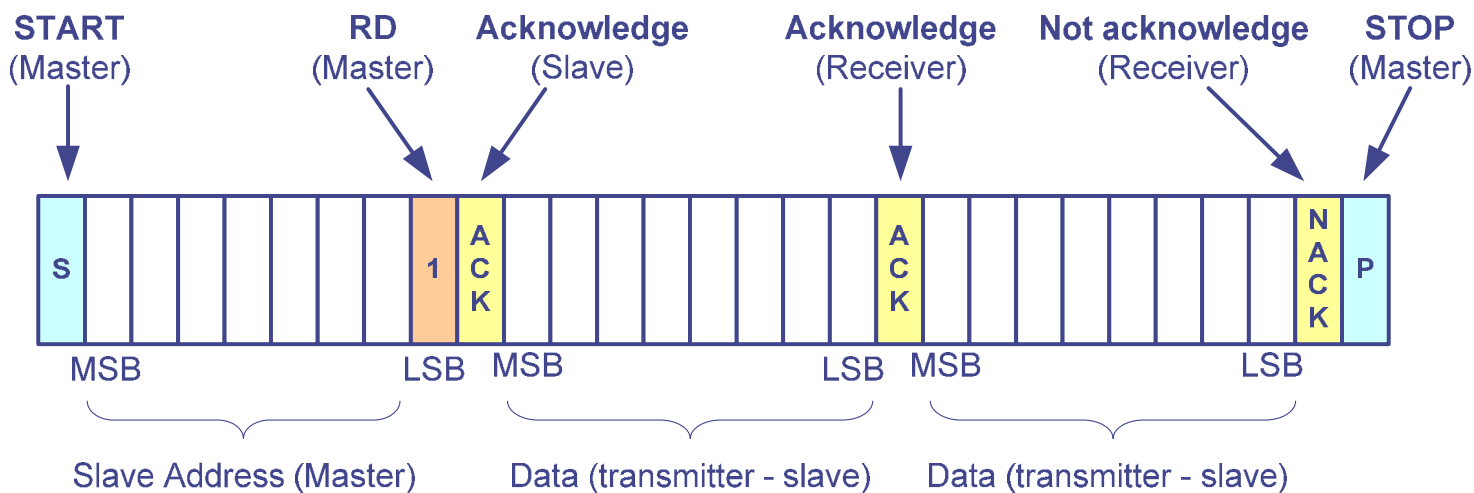 START RD Acknowledge Acknowledge Not acknowledge STOP
(Master) (Master) (Slave) (Receiver) (Receiver) (Master)
S 1 ACK ACK NACK P
MSB LSB MSB LSB MSB LSB
Slave Address (Master) Data (transmitter - slave) Data (transmitter - slave)